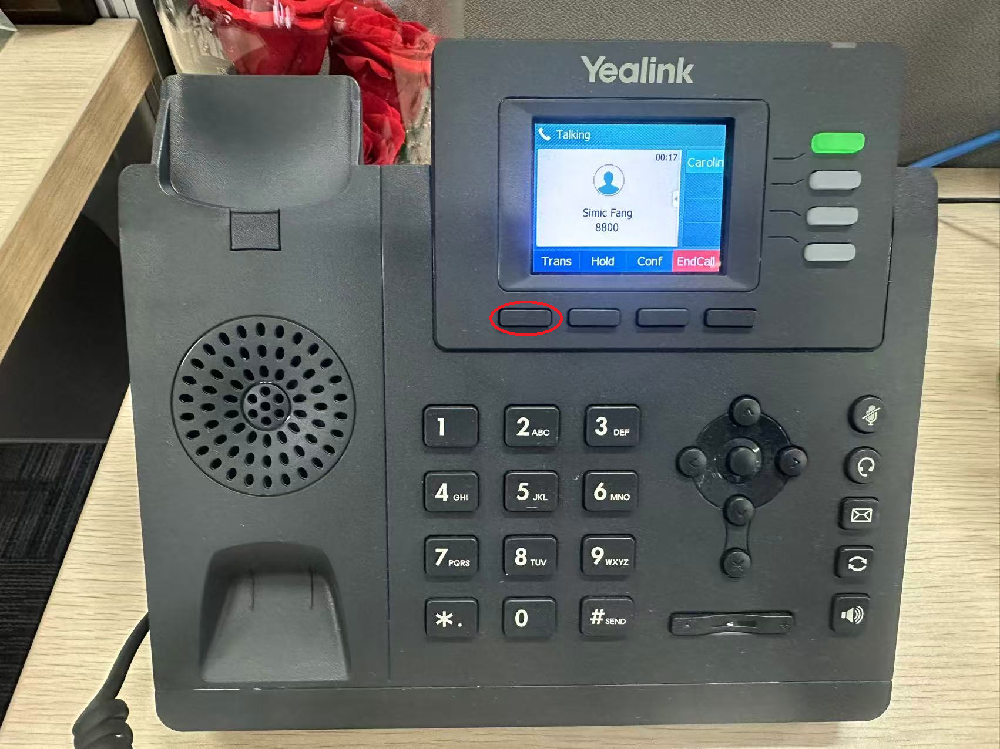 Yealink
Talking
00:17
Carolin
Simic Fang
8800
Trans Hold Conf EndCall
1 2 ABC 3 DEF
4 GHI 5 JKL 6 MNO
7 PQRS 8 TUV 9 WXYZ
* . 0 # SEND